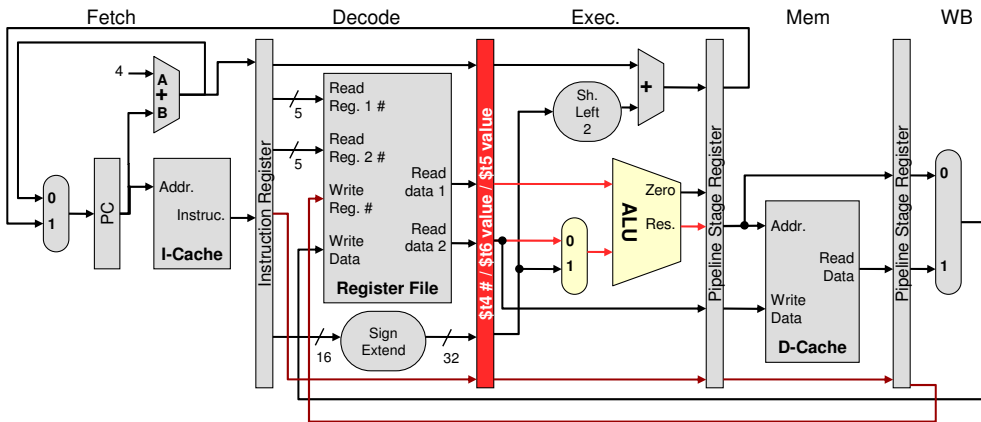 Fetch
Decode
Exec.
Mem
WB
4
A
+
B
0
1
PC
Addr.
Instruc.
I-Cache
Instruction Register
5
5
16
32
Read
Reg. 1 #
Read
Reg. 2 #
Write
Reg. #
Write
Data
Read
data 1
Read
data 2
Register File
Sign
Extend
$t4 # / $t6 value / $t5 value
Sh.
Left
2
+
0
1
ALU
Zero
Res.
Pipeline Stage Register
Addr.
Read
Data
Write
Data
D-Cache
Pipeline Stage Register
0
1